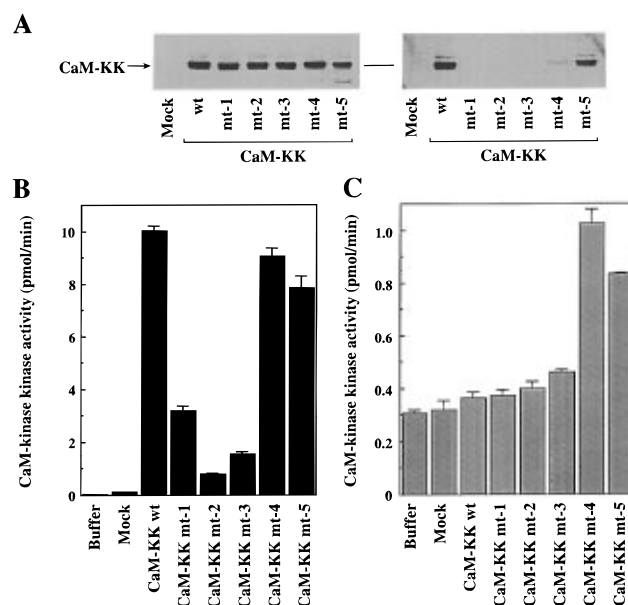 A
CaM-KK
Mock
wt
mt-1
mt-2
mt-3
mt-4
mt-5
CaM-KK
Mock
wt
mt-1
mt-2
mt-3
mt-4
mt-5
CaM-KK
B
CaM-kinase kinase activity (pmol/min)
10
8
6
4
2
0
Buffer
Mock
CaM-KK wt
CaM-KK mt-1
CaM-KK mt-2
CaM-KK mt-3
CaM-KK mt-4
CaM-KK mt-5
C
CaM-kinase kinase activity (pmol/min)
1.0
0.8
0.6
0.4
0.2
0
Buffer
Mock
CaM-KK wt
CaM-KK mt-1
CaM-KK mt-2
CaM-KK mt-3
CaM-KK mt-4
CaM-KK mt-5